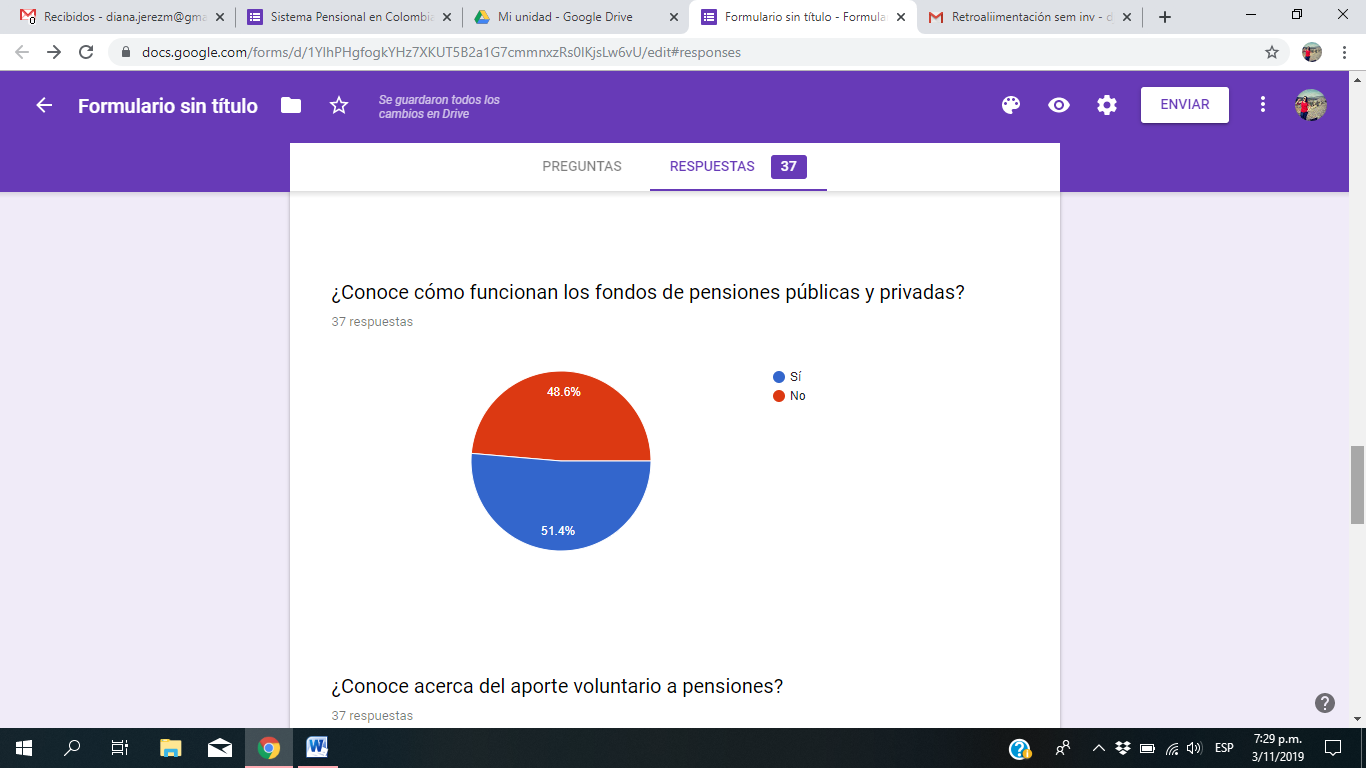 Recibidos - diana.jerezm@gma
Sistema Pensional en Colombia
Mi unidad - Google Drive
Formulario sin título - Formula
Retroaliimentación sem inv - d
docs.google.com/forms/d/1YlhPHgfogkYHz7XKUT5B2a1G7cmmnxzRs0lKjsLw6vU/edit#responses
Formulario sin título
Se guardaron todos los
cambios en Drive
ENVIAR
PREGUNTAS
RESPUESTAS 37
¿Conoce cómo funcionan los fondos de pensiones públicas y privadas?
37 respuestas
48.6%
51.4%
Sí
No
¿Conoce acerca del aporte voluntario a pensiones?
37 respuestas
ESP
7:29 p.m.
3/11/2019